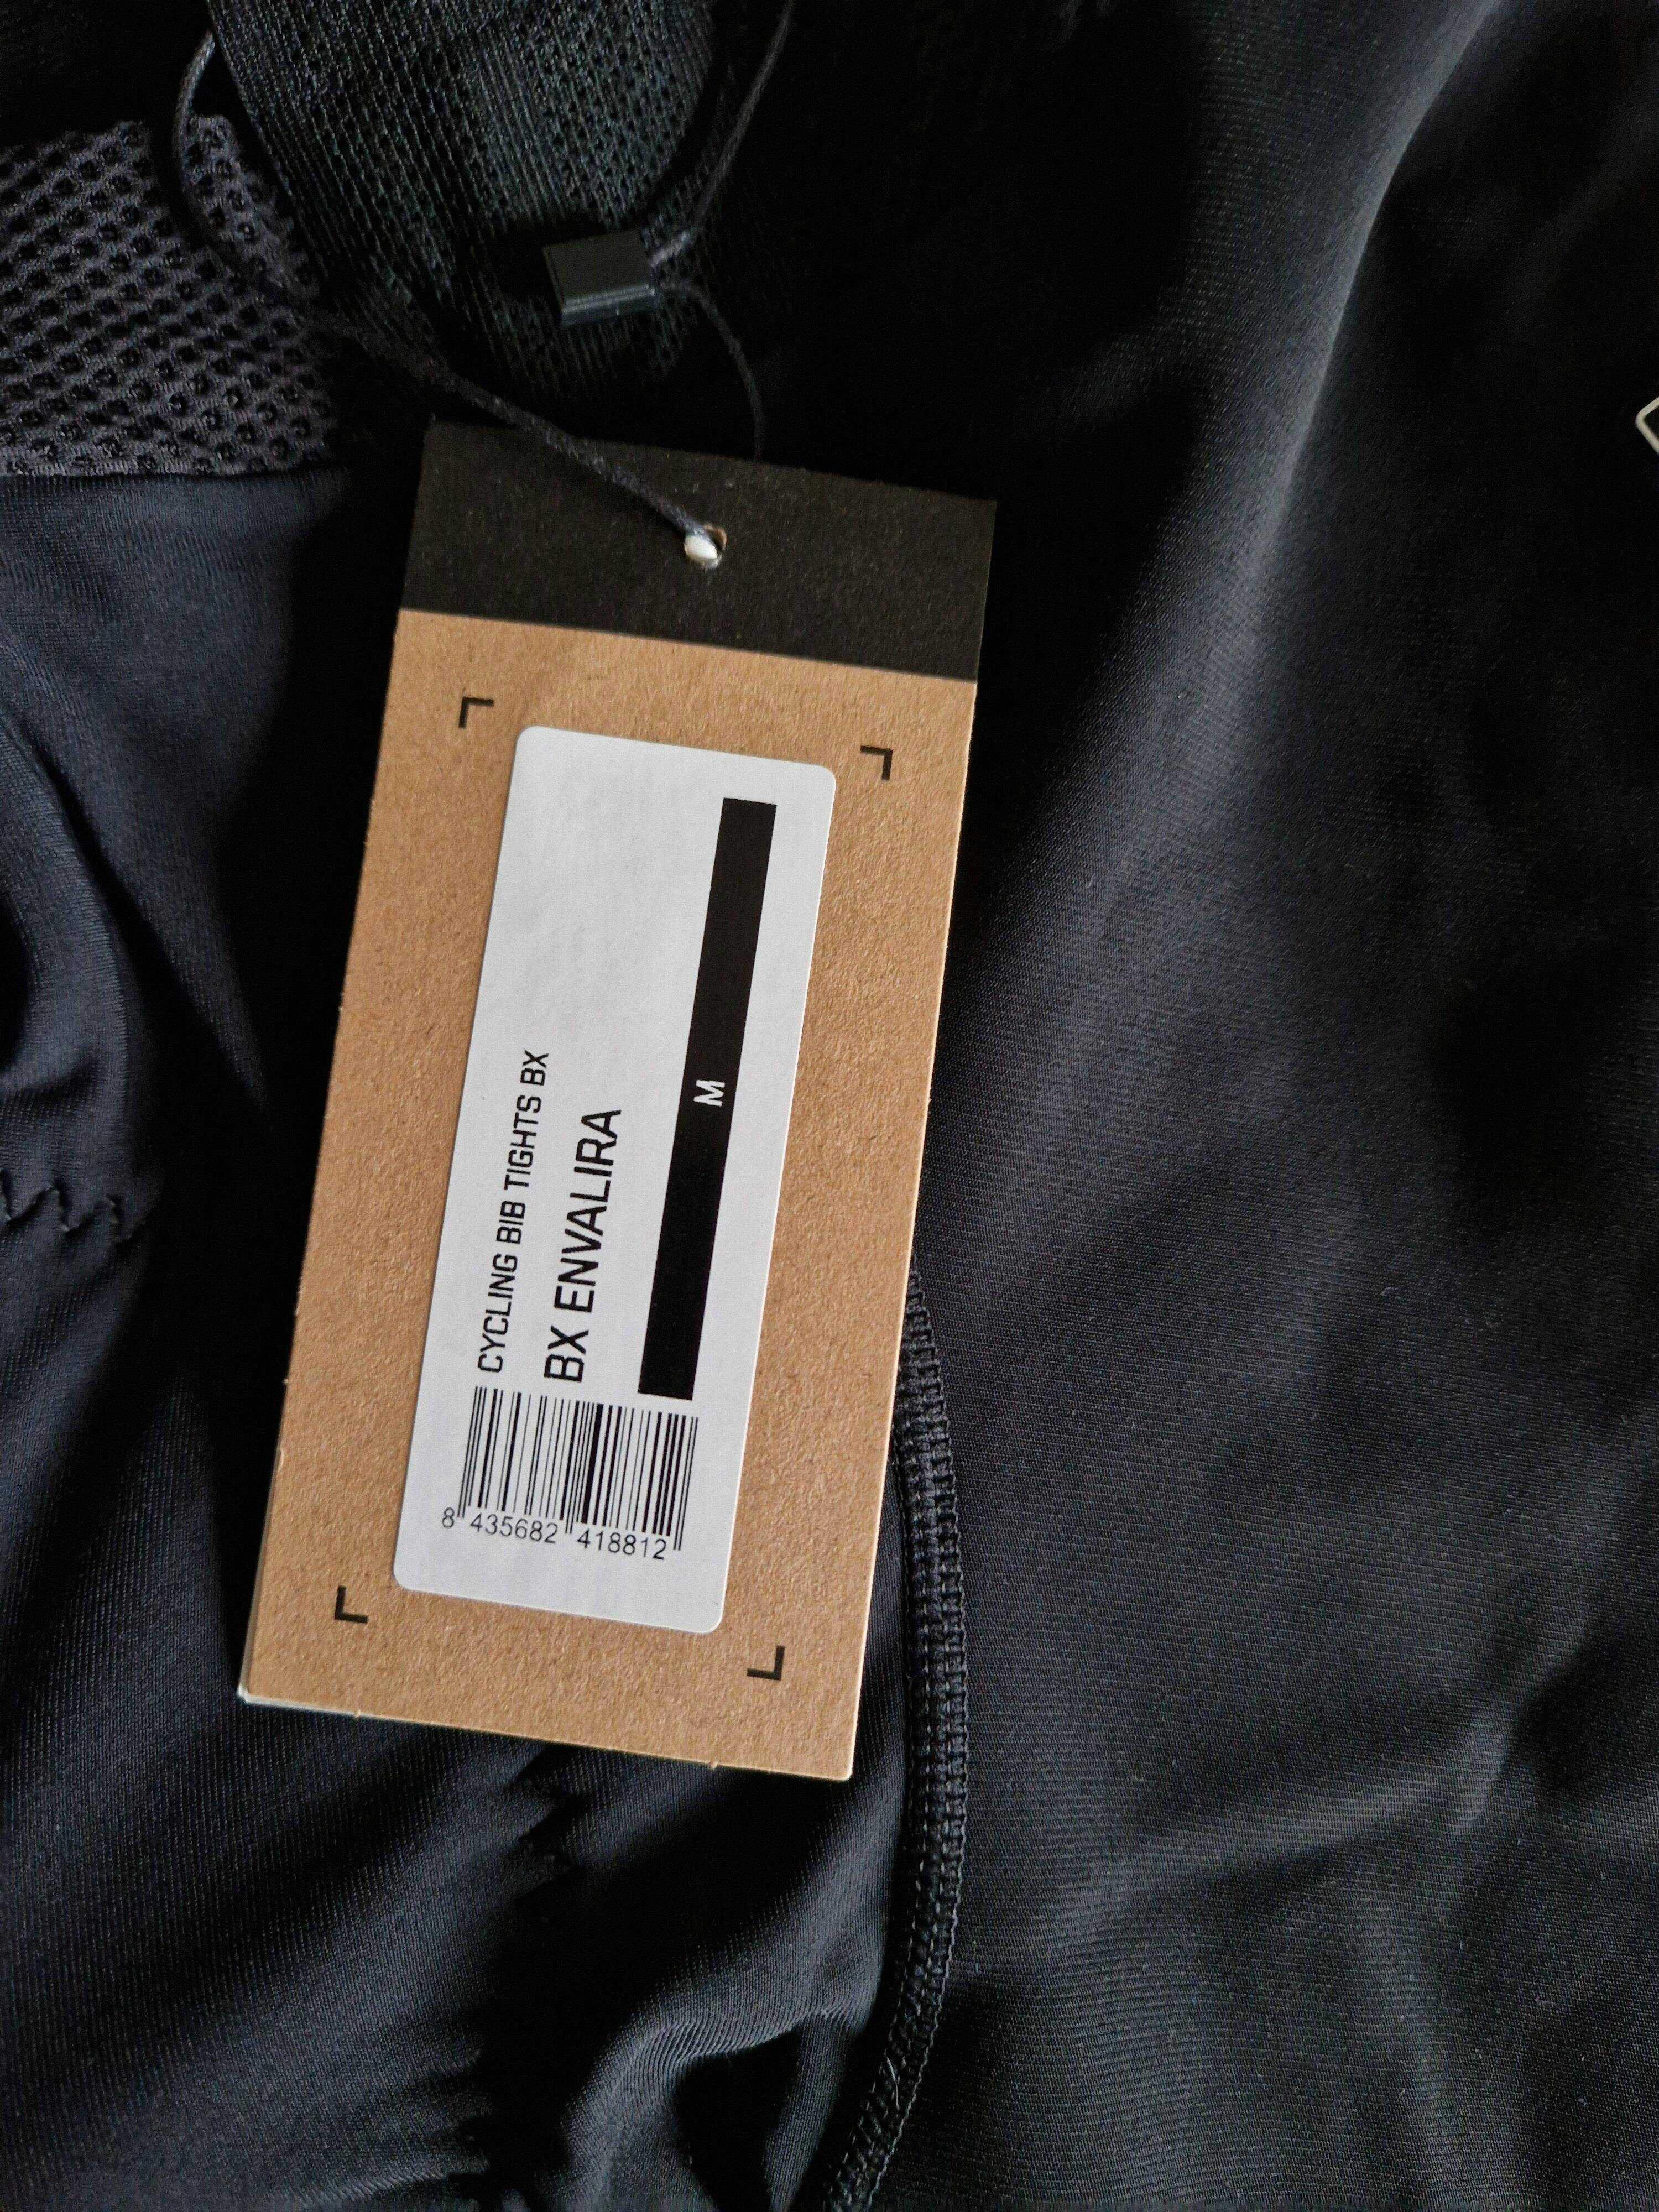 CYCLING BIB TIGHTS BX
BX ENVALIRA
M
8 435682 418812